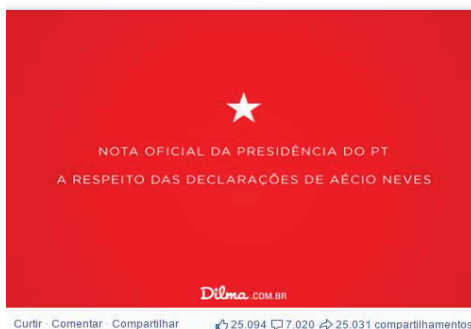 NOTA OFICIAL DA PRESIDÊNCIA DO PT
A RESPEITO DAS DECLARAÇÕES DE AÉCIO NEVES
Dilma.COM.BR
Curtir · Comentar · Compartilhar 25.094 7.020 25.031 compartilhamentos